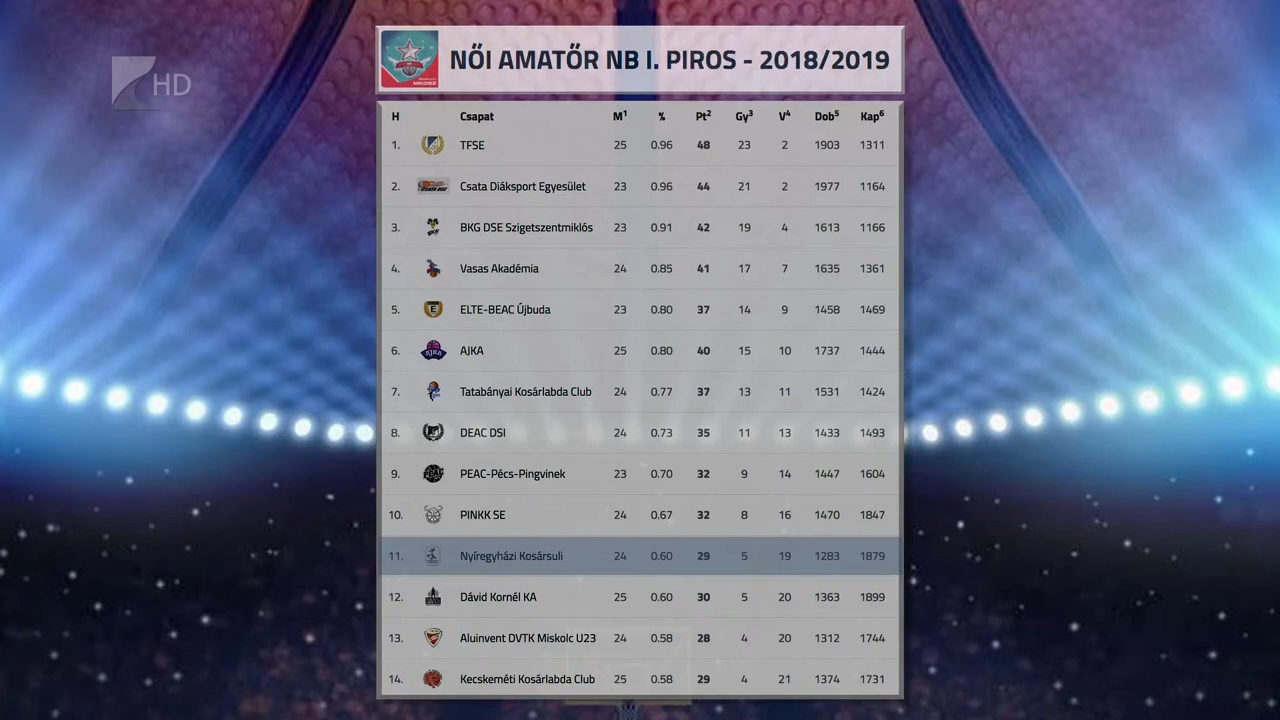 NŐI AMATŐR NB I. PIROS - 2018/2019
HD
H Csapat M¹ % Pt² Gy³ V⁴ Dob⁵ Kap⁶
1. TFSE 25 0.96 48 23 2 1903 1311
2. Csata Diáksport Egyesület 23 0.96 44 21 2 1977 1164
3. BKG DSE Szigetszentmiklós 23 0.91 42 19 4 1613 1166
4. Vasas Akadémia 24 0.85 41 17 7 1635 1361
5. ELTE-BEAC Újbuda 23 0.80 37 14 9 1458 1469
6. AJKA 25 0.80 40 15 10 1737 1444
7. Tatabányai Kosárlabda Club 24 0.77 37 13 11 1531 1424
8. DEAC DSI 24 0.73 35 11 13 1433 1493
9. PEAC-Pécs-Pingvinek 23 0.70 32 9 14 1447 1604
10. PINKK SE 24 0.67 32 8 16 1470 1847
11. Nyíregyházi Kosársuli 24 0.60 29 5 19 1283 1879
12. Dávid Kornél KA 25 0.60 30 5 20 1363 1899
13. Aluinvent DVTK Miskolc U23 24 0.58 28 4 20 1312 1744
14. Kecskeméti Kosárlabda Club 25 0.58 29 4 21 1374 1731